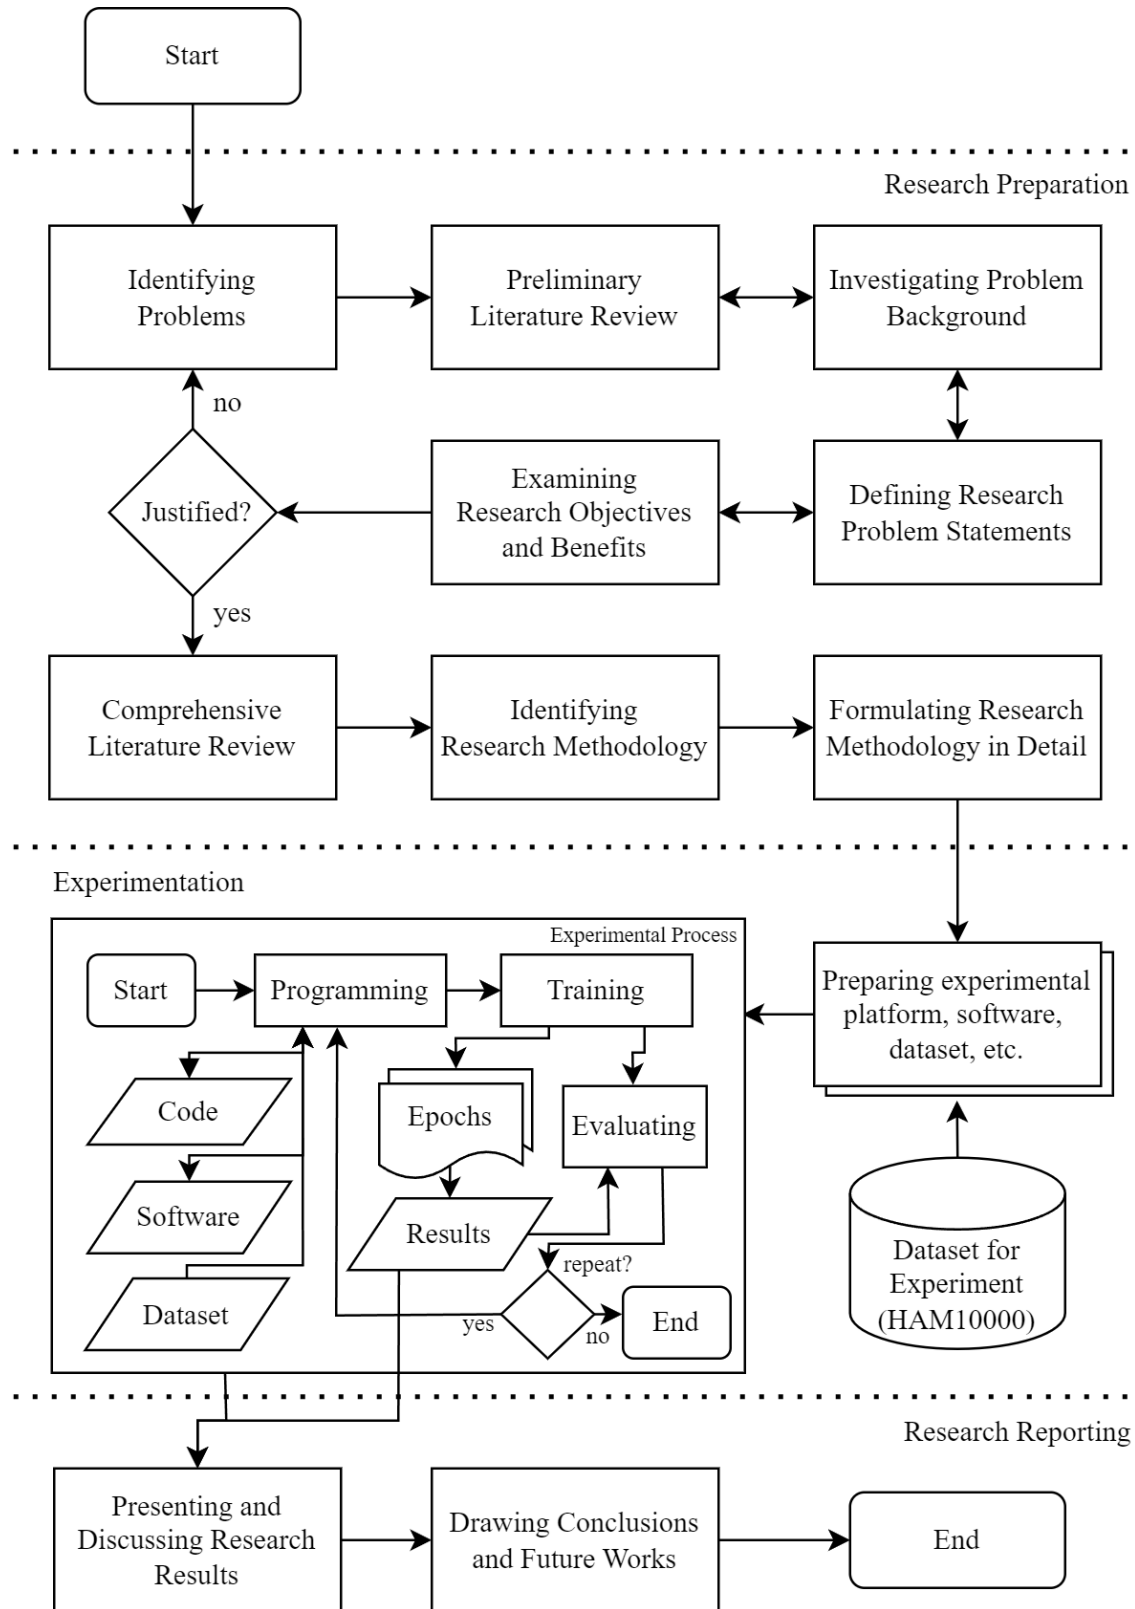 Start
Research Preparation
Identifying
Problems
Preliminary
Literature Review
Investigating Problem
Background
no
Justified?
Examining
Research Objectives
and Benefits
Defining Research
Problem Statements
yes
Comprehensive
Literature Review
Identifying
Research Methodology
Formulating Research
Methodology in Detail
Experimentation
Experimental Process
Start
Programming
Training
Preparing experimental
platform, software,
dataset, etc.
Code
Epochs
Evaluating
Software
Results
Dataset
repeat?
yes
no
End
Dataset for
Experiment
(HAM10000)
Research Reporting
Presenting and
Discussing Research
Results
Drawing Conclusions
and Future Works
End